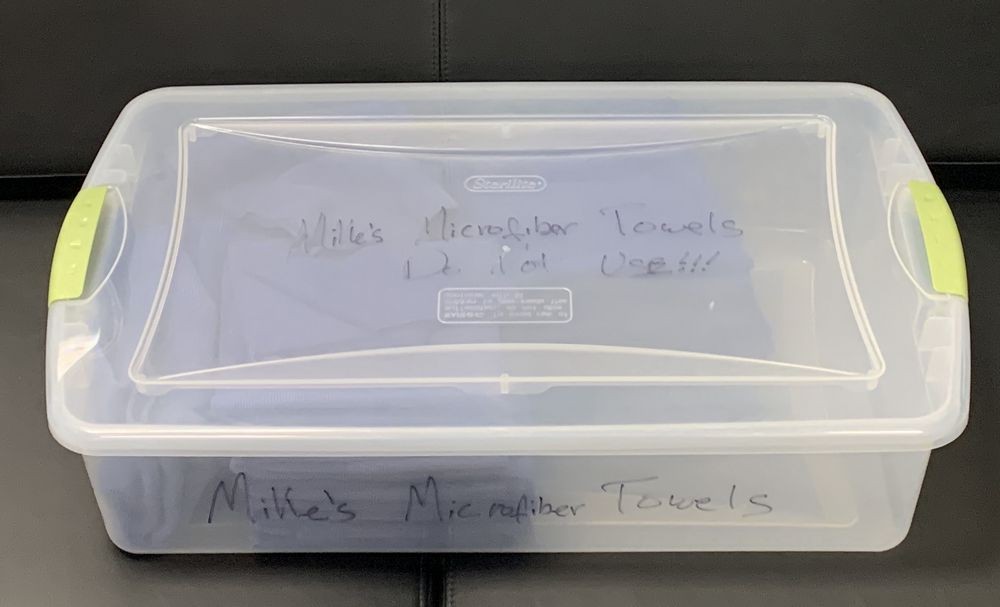 Sterilite
Mike's Microfiber Towels
Do Not Use!!!
Mike's Microfiber Towels